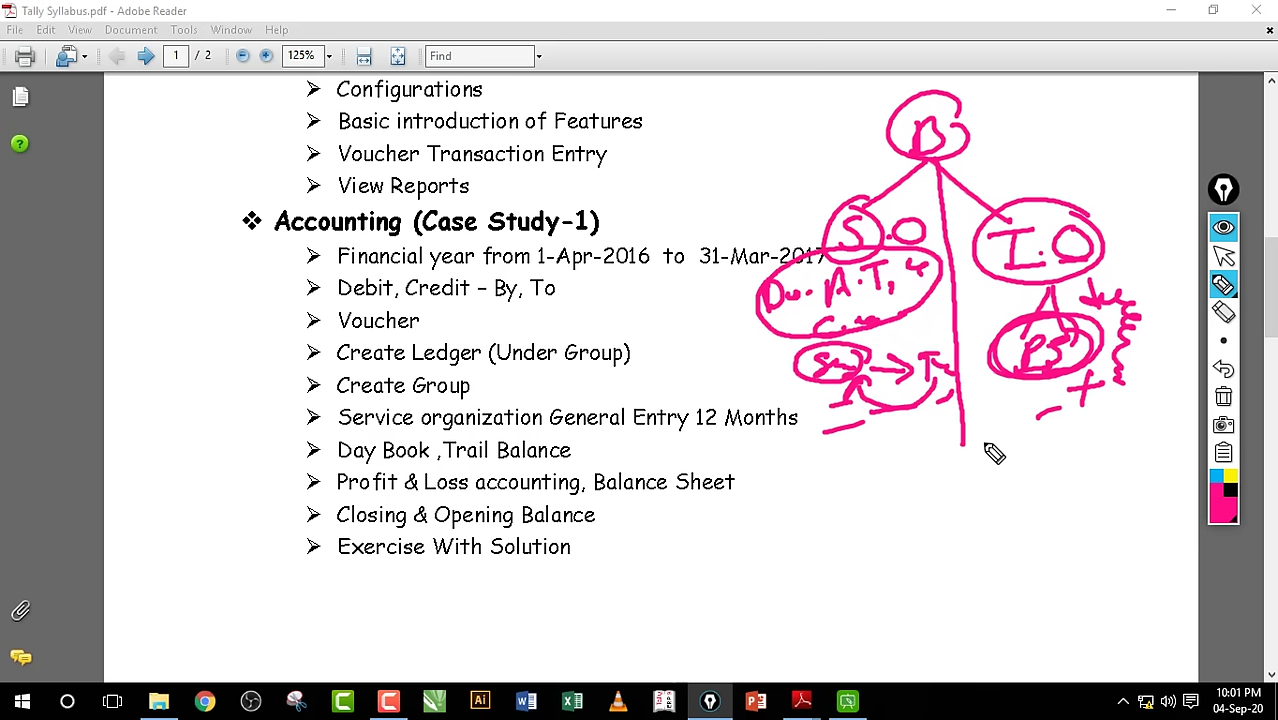 Tally Syllabus.pdf - Adobe Reader
File Edit View Document Tools Window Help
1 / 2 125% Find
Configurations
Basic introduction of Features
Voucher Transaction Entry
View Reports
Accounting (Case Study-1)
Financial year from 1-Apr-2016 to 31-Mar-2017
Debit, Credit – By, To
Voucher
Create Ledger (Under Group)
Create Group
Service organization General Entry 12 Months
Day Book ,Trail Balance
Profit & Loss accounting, Balance Sheet
Closing & Opening Balance
Exercise With Solution
B
S.O I.O
10:01 PM
04-Sep-20